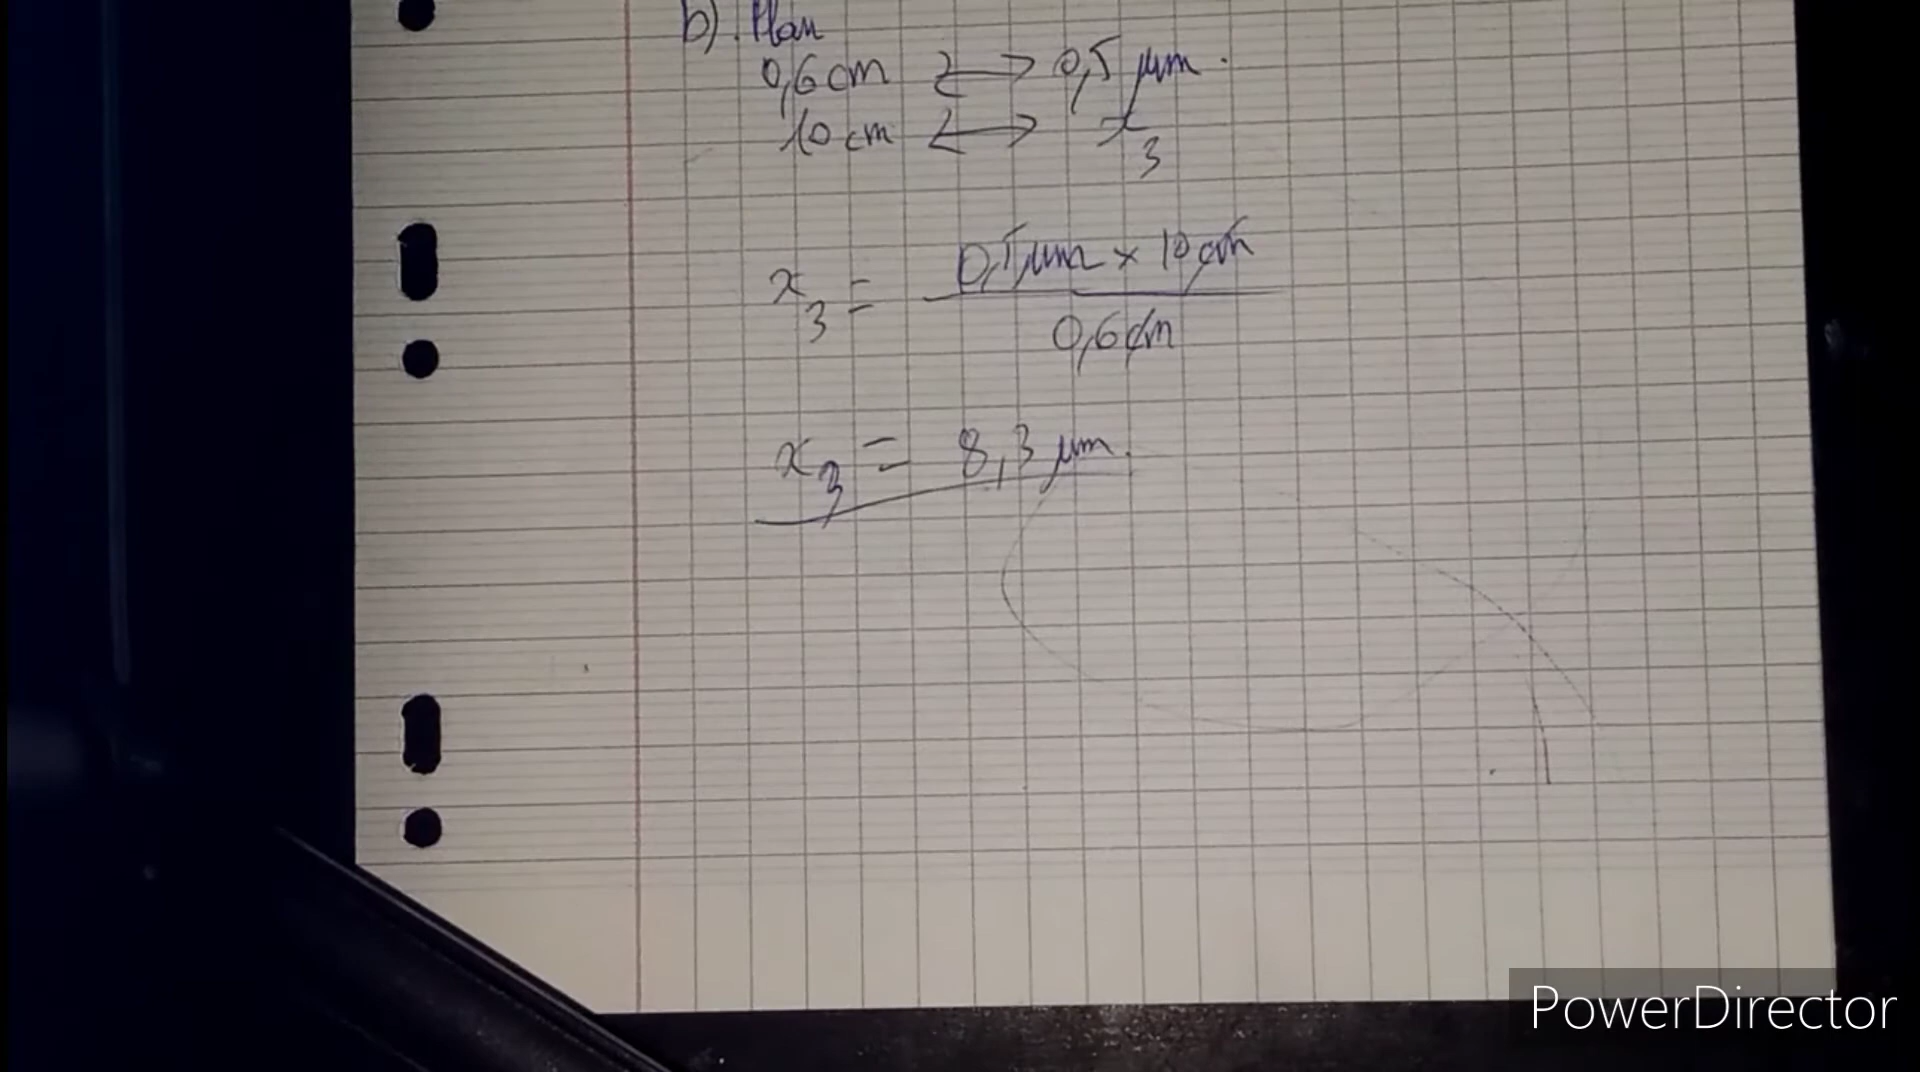 b). Plan
0,6 cm <-> 0,5 μm.
10 cm <-> x3
x3 = 0,5 μm × 10 cm
0,6 cm
x3 = 8,3 μm.
PowerDirector